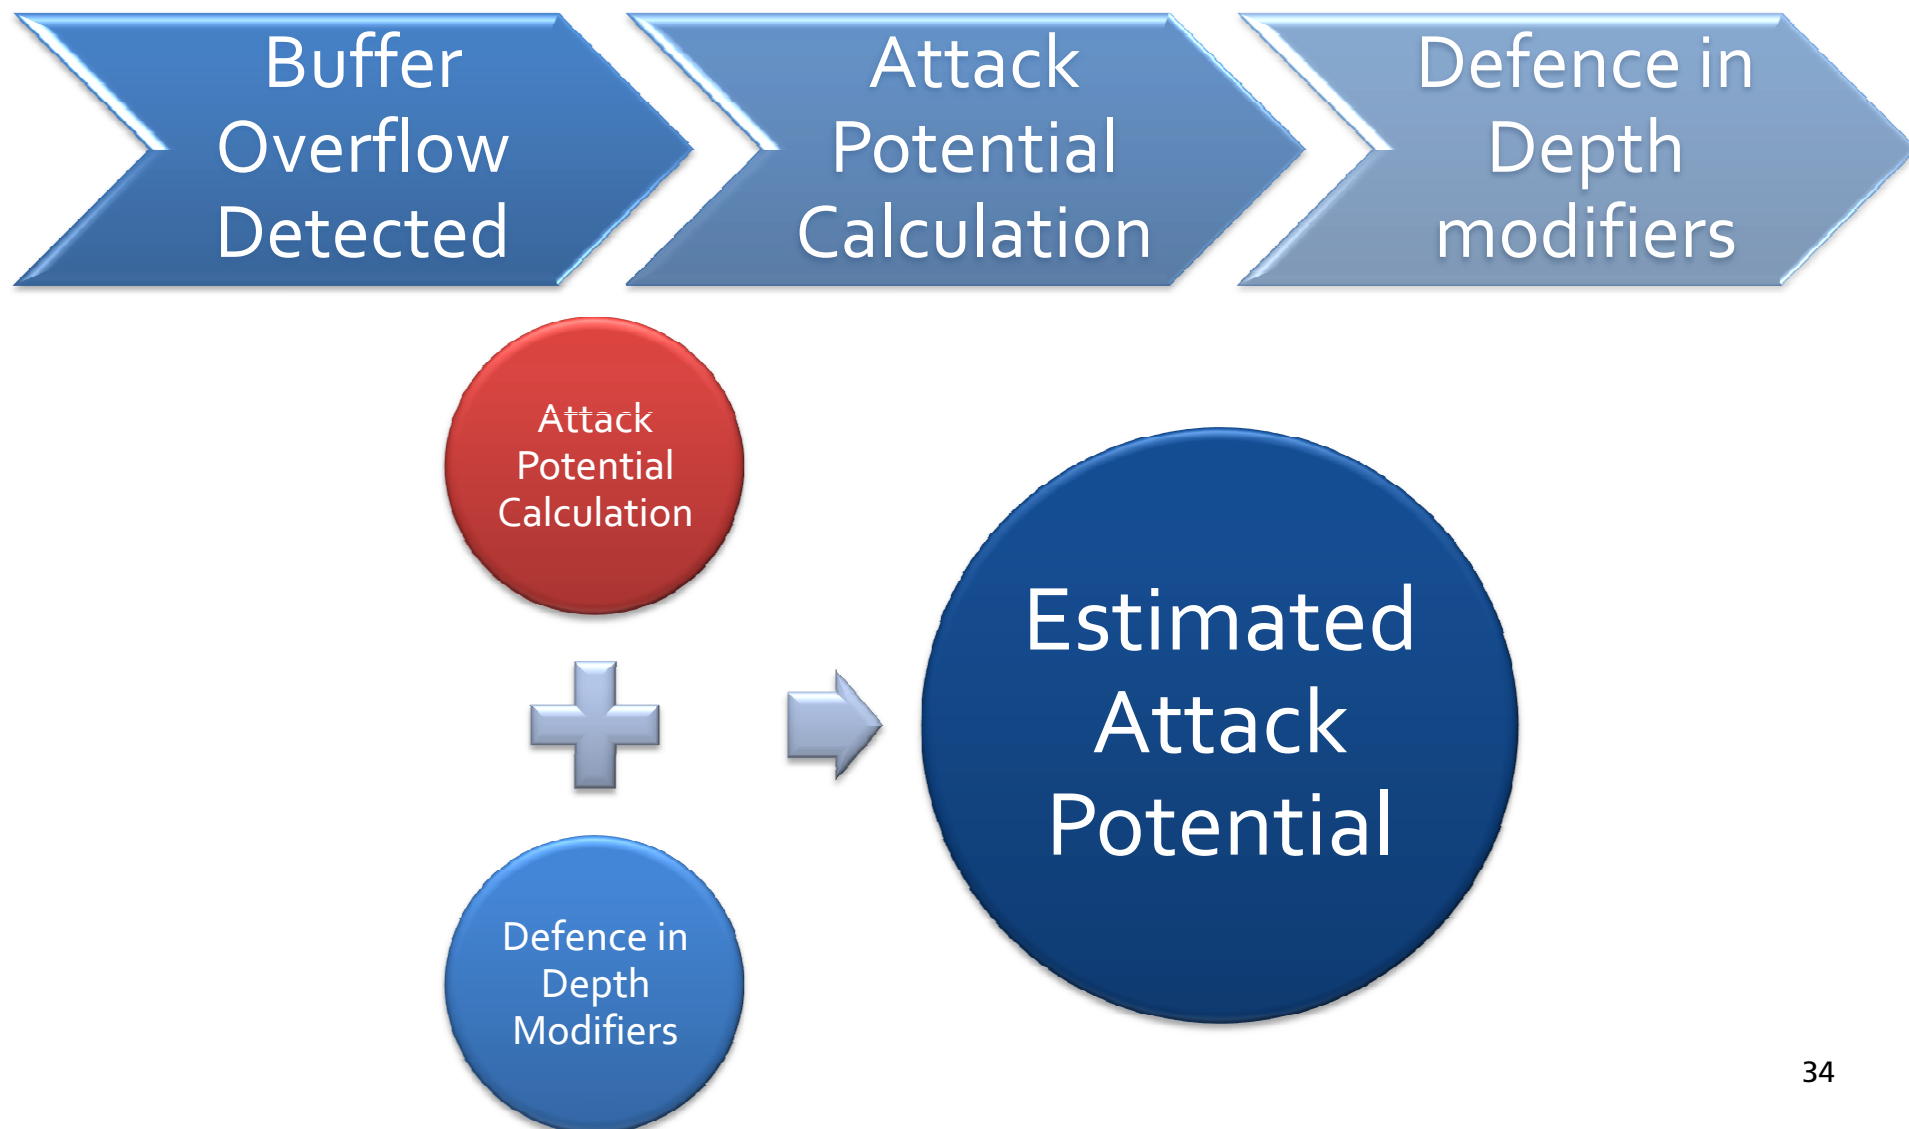 Buffer
Overflow
Detected
Attack
Potential
Calculation
Defence in
Depth
modifiers
Attack
Potential
Calculation
Defence in
Depth
Modifiers
Estimated
Attack
Potential
34